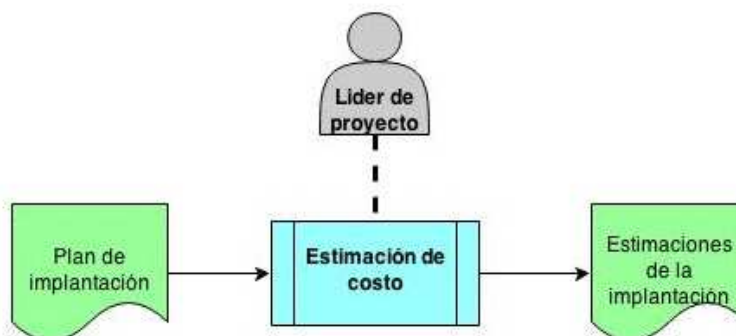 Lider de
proyecto
Plan de
implantación
Estimación de
costo
Estimaciones
de la
implantación